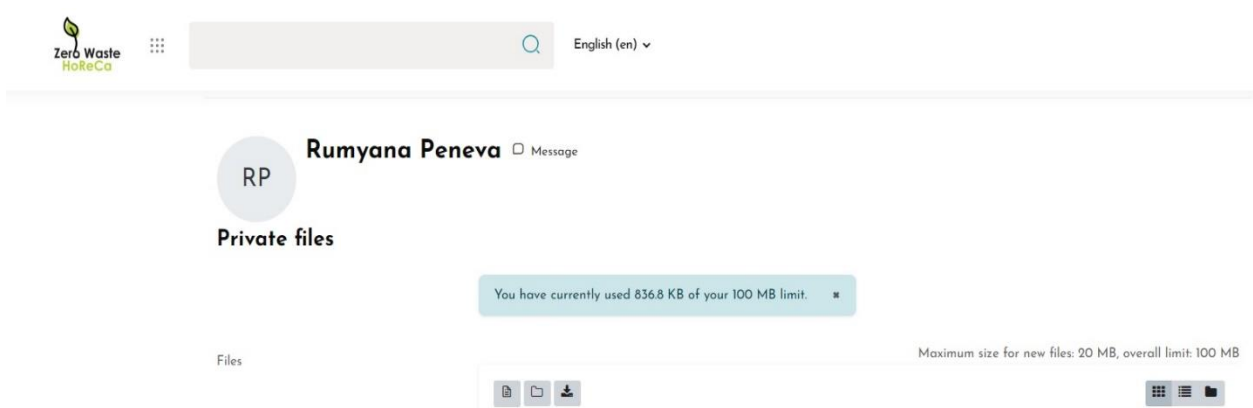 Zero Waste
HoReCa
English (en)
Rumyana Peneva Message
RP
Private files
You have currently used 836.8 KB of your 100 MB limit.
Maximum size for new files: 20 MB, overall limit: 100 MB
Files